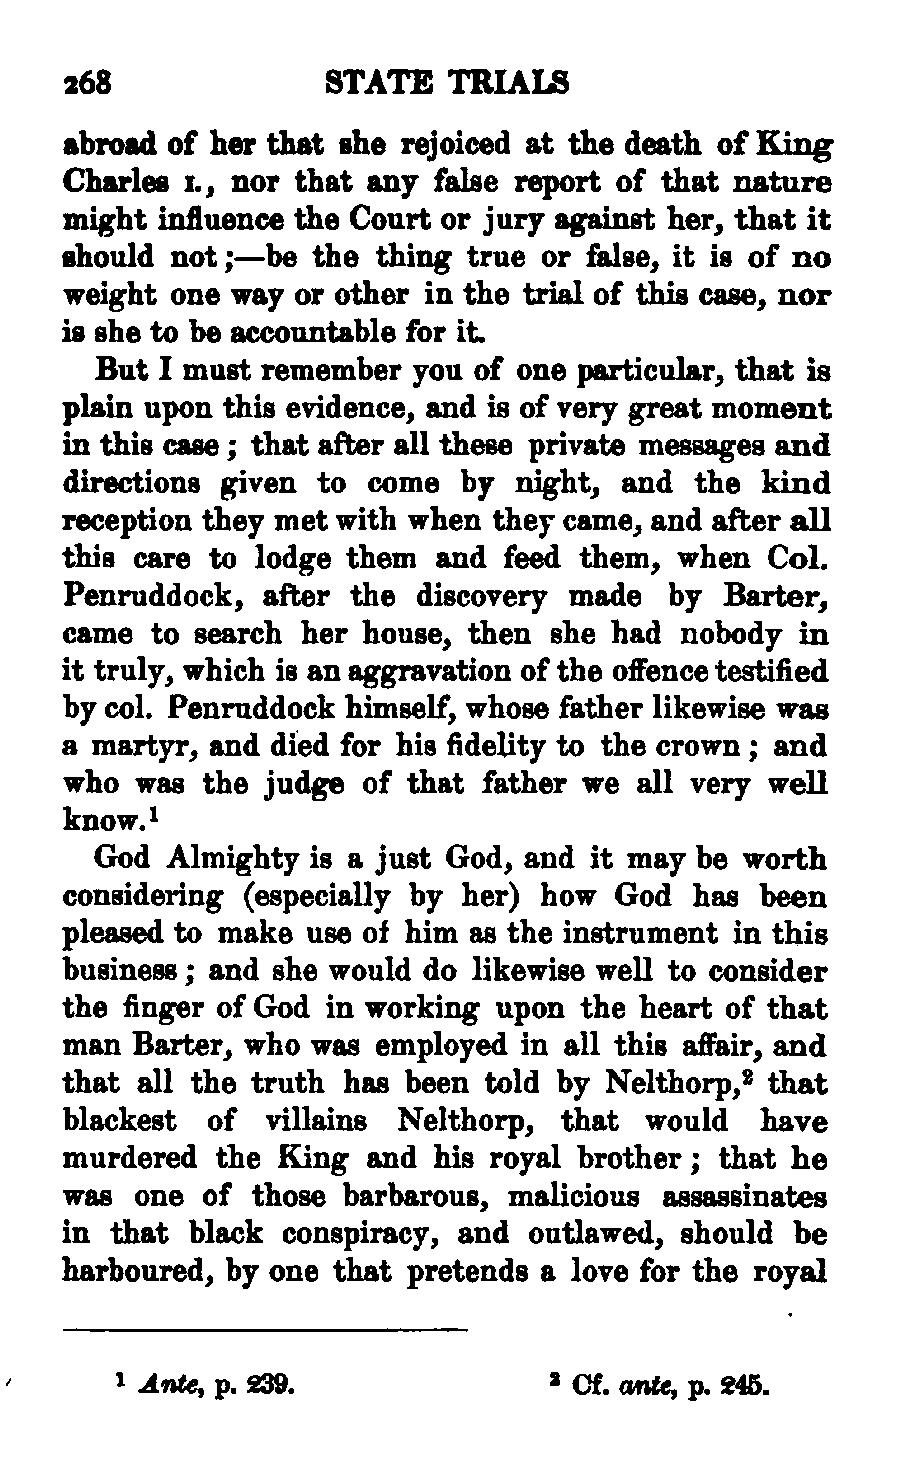 268 STATE TRIALS
abroad of her that she rejoiced at the death of King
Charles I., nor that any false report of that nature
might influence the Court or jury against her, that it
should not;—be the thing true or false, it is of no
weight one way or other in the trial of this case, nor
is she to be accountable for it.
But I must remember you of one particular, that is
plain upon this evidence, and is of very great moment
in this case; that after all these private messages and
directions given to come by night, and the kind
reception they met with when they came, and after all
this care to lodge them and feed them, when Col.
Penruddock, after the discovery made by Barter,
came to search her house, then she had nobody in
it truly, which is an aggravation of the offence testified
by col. Penruddock himself, whose father likewise was
a martyr, and died for his fidelity to the crown; and
who was the judge of that father we all very well
know.¹
God Almighty is a just God, and it may be worth
considering (especially by her) how God has been
pleased to make use of him as the instrument in this
business; and she would do likewise well to consider
the finger of God in working upon the heart of that
man Barter, who was employed in all this affair, and
that all the truth has been told by Nelthorp,² that
blackest of villains Nelthorp, that would have
murdered the King and his royal brother; that he
was one of those barbarous, malicious assassinates
in that black conspiracy, and outlawed, should be
harboured, by one that pretends a love for the royal
¹ Ante, p. 239. ² Cf. ante, p. 245.